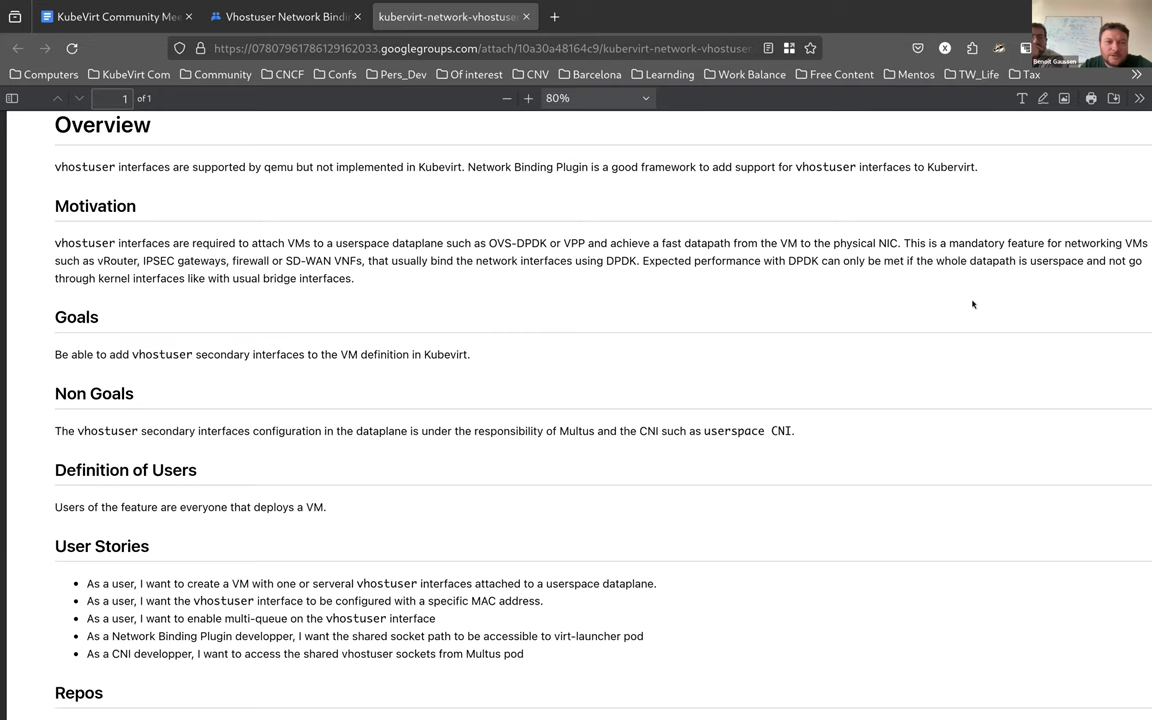 KubeVirt Community Mee
Vhostuser Network Bindi
kubervirt-network-vhostuse
https://07807961786129162033.googlegroups.com/attach/10a30a48164c9/kubervirt-network-vhostuser
Computers
KubeVirt Com
Community
CNCF
Confs
Pers_Dev
Of interest
CNV
Barcelona
Learnding
Work Balance
Free Content
Mentos
TW_Life
Tax
Benoit Gaussen
1 of 1
80%
Overview
vhostuser interfaces are supported by qemu but not implemented in Kubevirt. Network Binding Plugin is a good framework to add support for vhostuser interfaces to Kubervirt.
Motivation
vhostuser interfaces are required to attach VMs to a userspace dataplane such as OVS-DPDK or VPP and achieve a fast datapath from the VM to the physical NIC. This is a mandatory feature for networking VMs
such as vRouter, IPSEC gateways, firewall or SD-WAN VNFs, that usually bind the network interfaces using DPDK. Expected performance with DPDK can only be met if the whole datapath is userspace and not go
through kernel interfaces like with usual bridge interfaces.
Goals
Be able to add vhostuser secondary interfaces to the VM definition in Kubevirt.
Non Goals
The vhostuser secondary interfaces configuration in the dataplane is under the responsibility of Multus and the CNI such as userspace CNI.
Definition of Users
Users of the feature are everyone that deploys a VM.
User Stories
• As a user, I want to create a VM with one or serveral vhostuser interfaces attached to a userspace dataplane.
• As a user, I want the vhostuser interface to be configured with a specific MAC address.
• As a user, I want to enable multi-queue on the vhostuser interface
• As a Network Binding Plugin developper, I want the shared socket path to be accessible to virt-launcher pod
• As a CNI developper, I want to access the shared vhostuser sockets from Multus pod
Repos